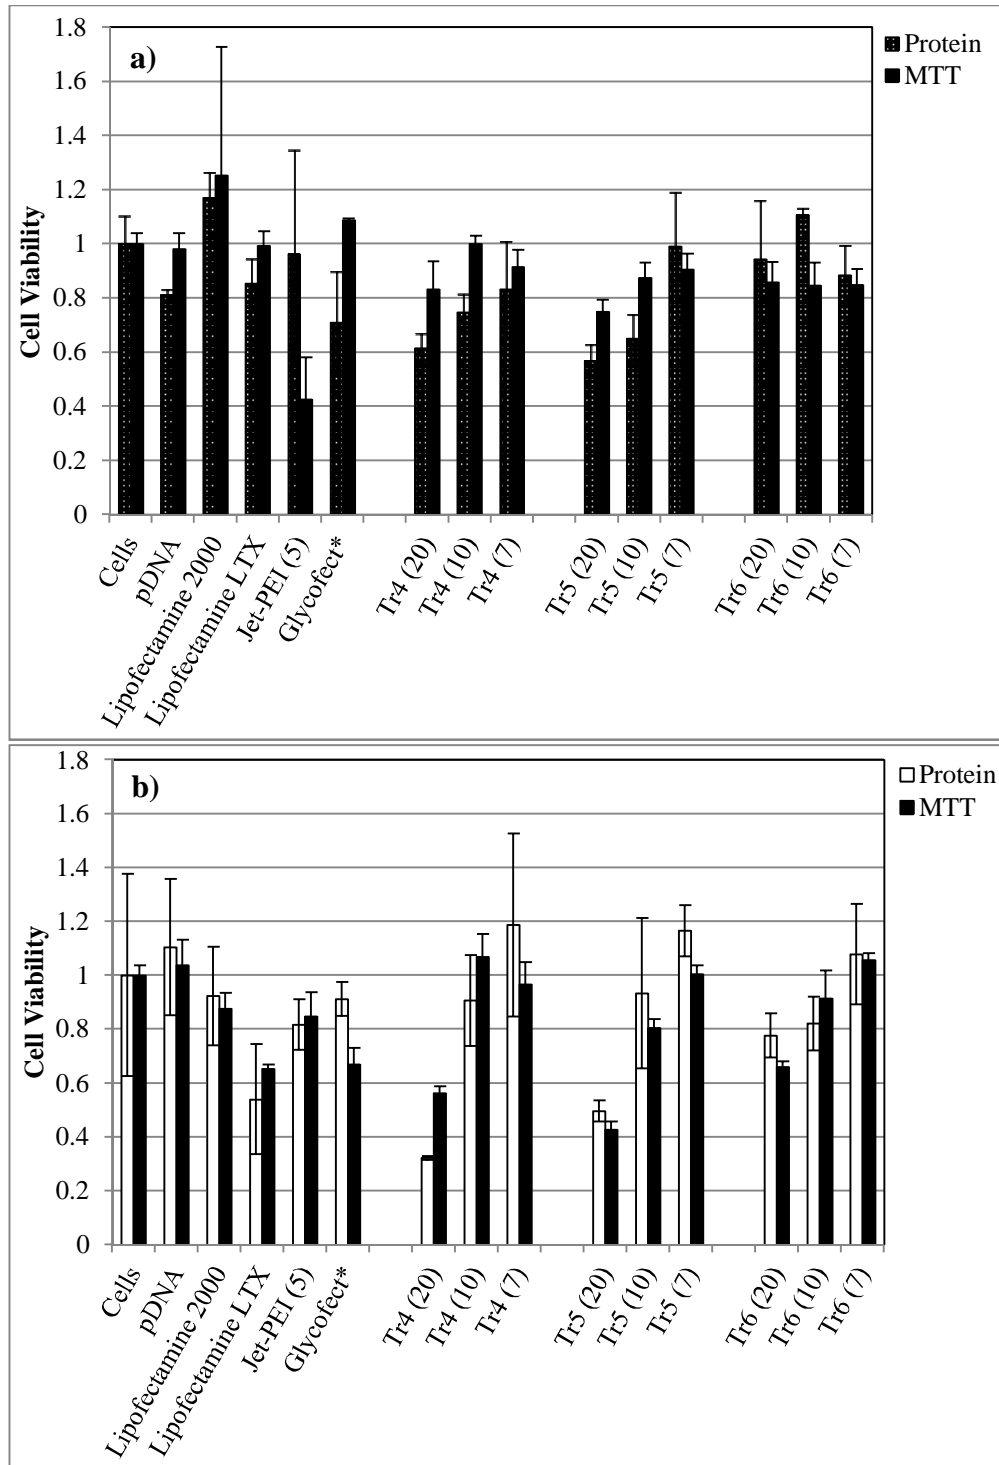 a)
Protein
MTT
Cell Viability
1.8
1.6
1.4
1.2
1
0.8
0.6
0.4
0.2
0
Cells
pDNA
Lipofectamine 2000
Lipofectamine LTX
Jet-PEI (5)
Glycofect*
Tr4 (20)
Tr4 (10)
Tr4 (7)
Tr5 (20)
Tr5 (10)
Tr5 (7)
Tr6 (20)
Tr6 (10)
Tr6 (7)
b)
Protein
MTT
Cell Viability
1.8
1.6
1.4
1.2
1
0.8
0.6
0.4
0.2
0
Cells
pDNA
Lipofectamine 2000
Lipofectamine LTX
Jet-PEI (5)
Glycofect*
Tr4 (20)
Tr4 (10)
Tr4 (7)
Tr5 (20)
Tr5 (10)
Tr5 (7)
Tr6 (20)
Tr6 (10)
Tr6 (7)